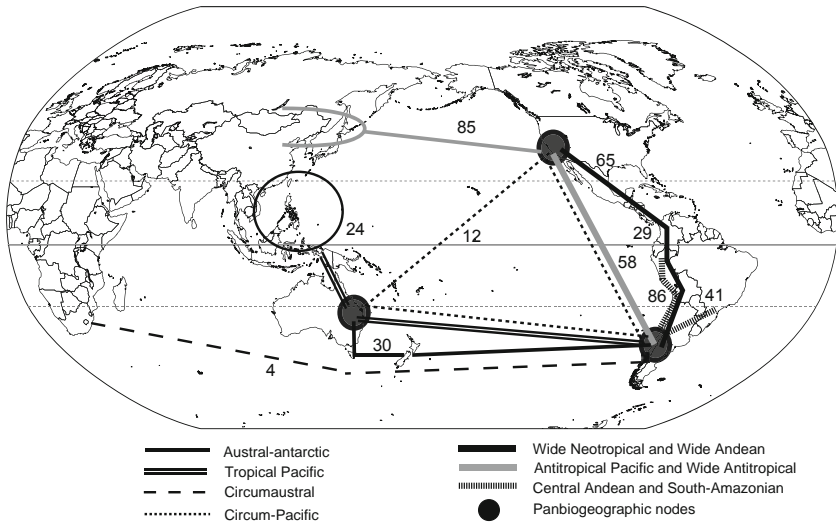 85
65
24
12
29
58
86
41
30
4
Austral-antarctic
Tropical Pacific
Circumaustral
Circum-Pacific
Wide Neotropical and Wide Andean
Antitropical Pacific and Wide Antitropical
Central Andean and South-Amazonian
Panbiogeographic nodes